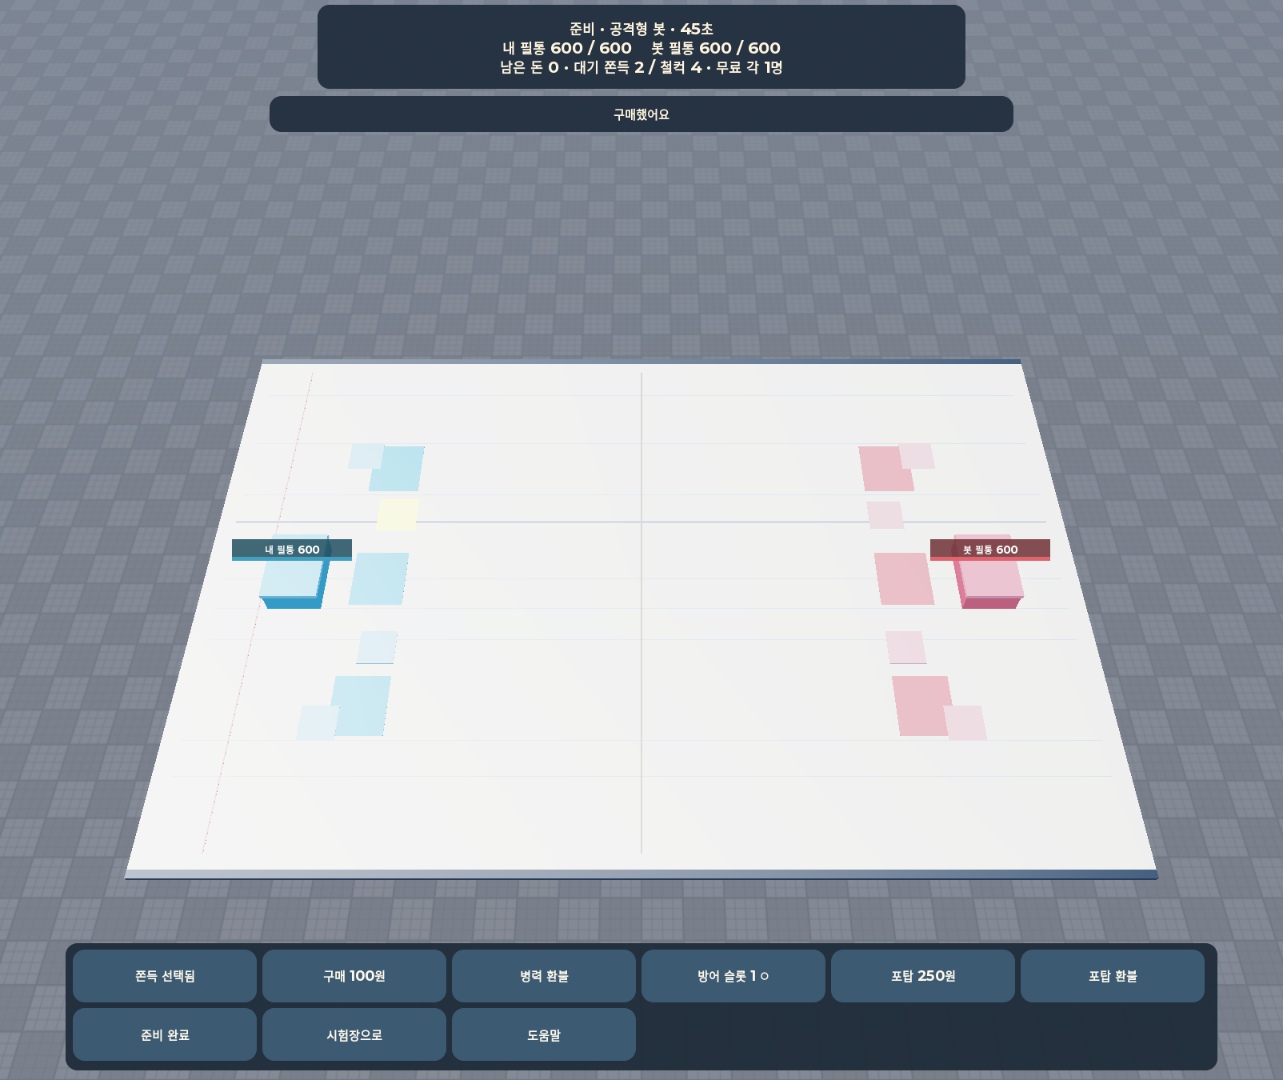 준비 • 공격형 봇 • 45초
내 필통 600 / 600 봇 필통 600 / 600
남은 돈 0 • 대기 쫀득 2 / 철컥 4 • 무료 각 1명
구매했어요
내 필통 600
봇 필통 600
쫀득 선택됨
구매 100원
병력 환불
방어 슬롯 1 ㅇ
포탑 250원
포탑 환불
준비 완료
시험장으로
도움말